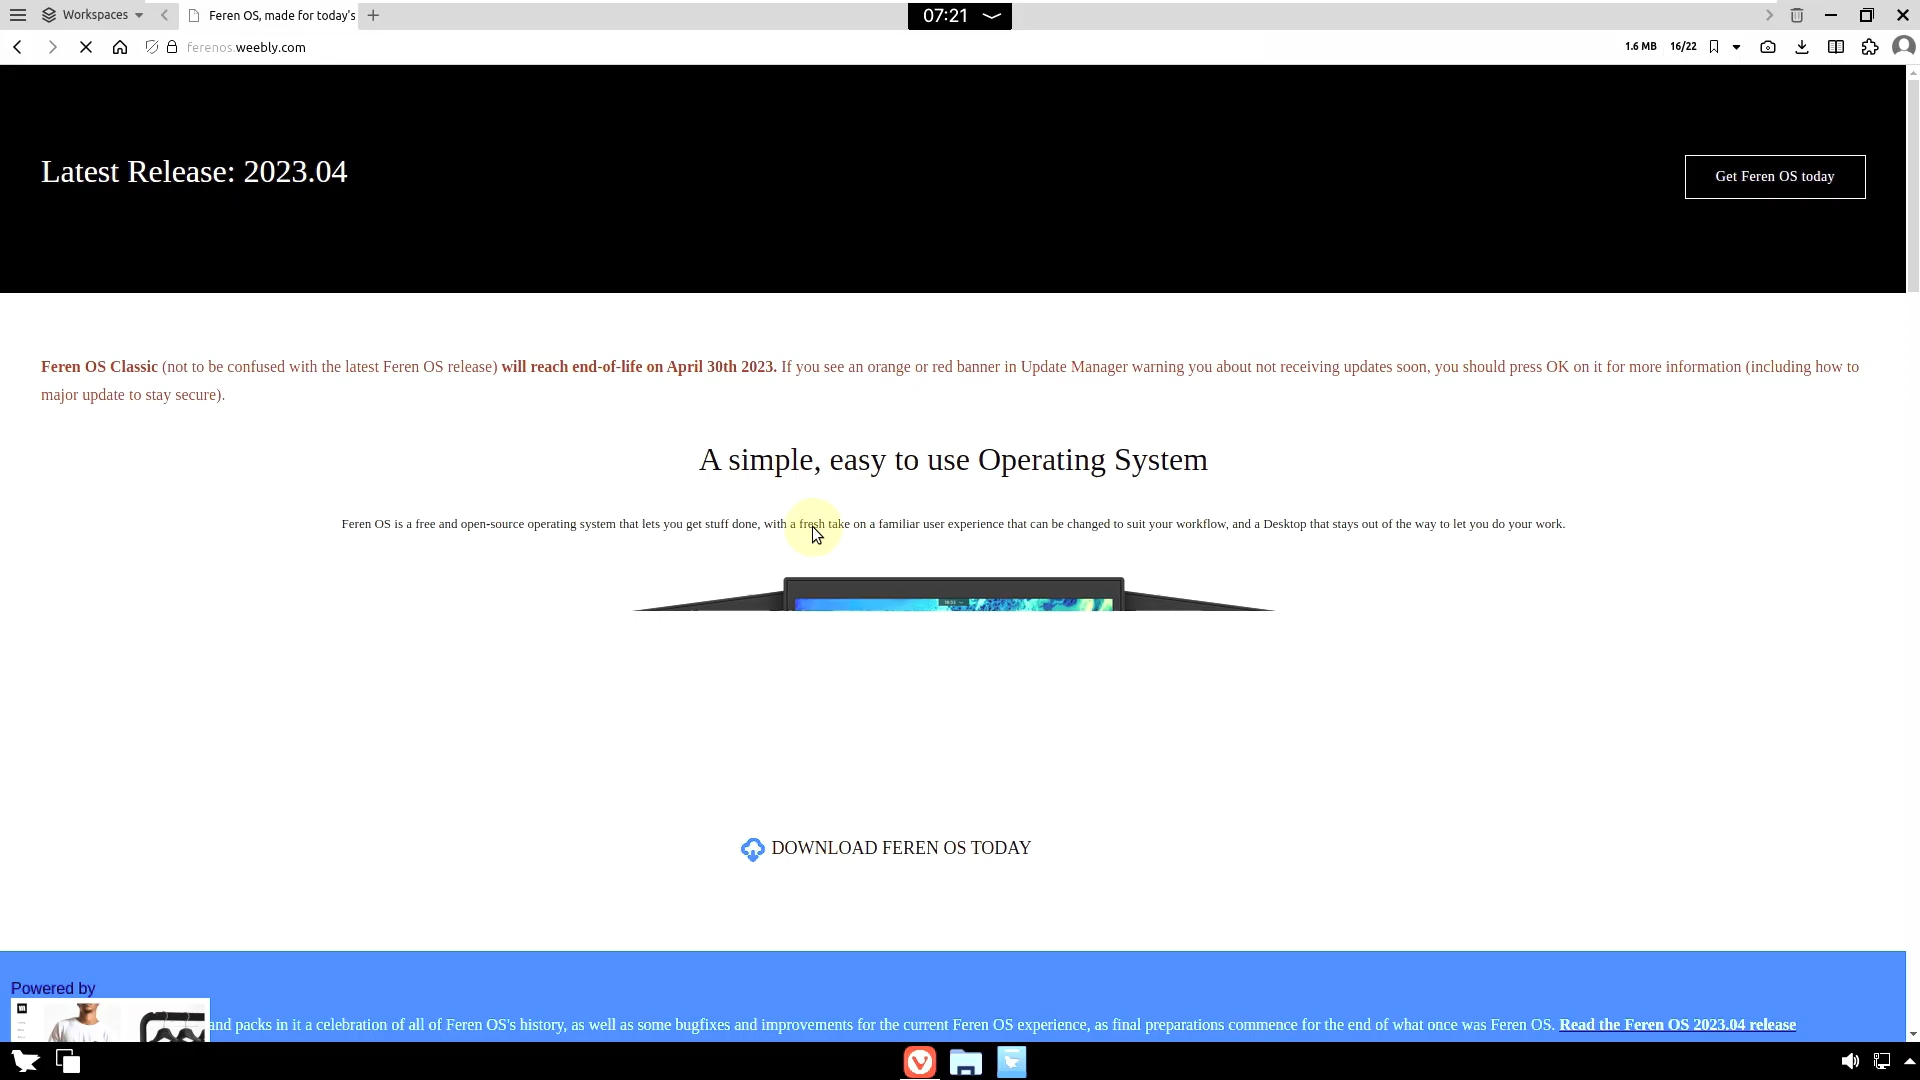 Workspaces
Feren OS, made for today's
07:21
ferenos.weebly.com
1.6 MB
16/22
Latest Release: 2023.04
Get Feren OS today
Feren OS Classic (not to be confused with the latest Feren OS release) will reach end-of-life on April 30th 2023. If you see an orange or red banner in Update Manager warning you about not receiving updates soon, you should press OK on it for more information (including how to
major update to stay secure).
A simple, easy to use Operating System
Feren OS is a free and open-source operating system that lets you get stuff done, with a fresh take on a familiar user experience that can be changed to suit your workflow, and a Desktop that stays out of the way to let you do your work.
DOWNLOAD FEREN OS TODAY
Powered by
and packs in it a celebration of all of Feren OS's history, as well as some bugfixes and improvements for the current Feren OS experience, as final preparations commence for the end of what once was Feren OS. Read the Feren OS 2023.04 release